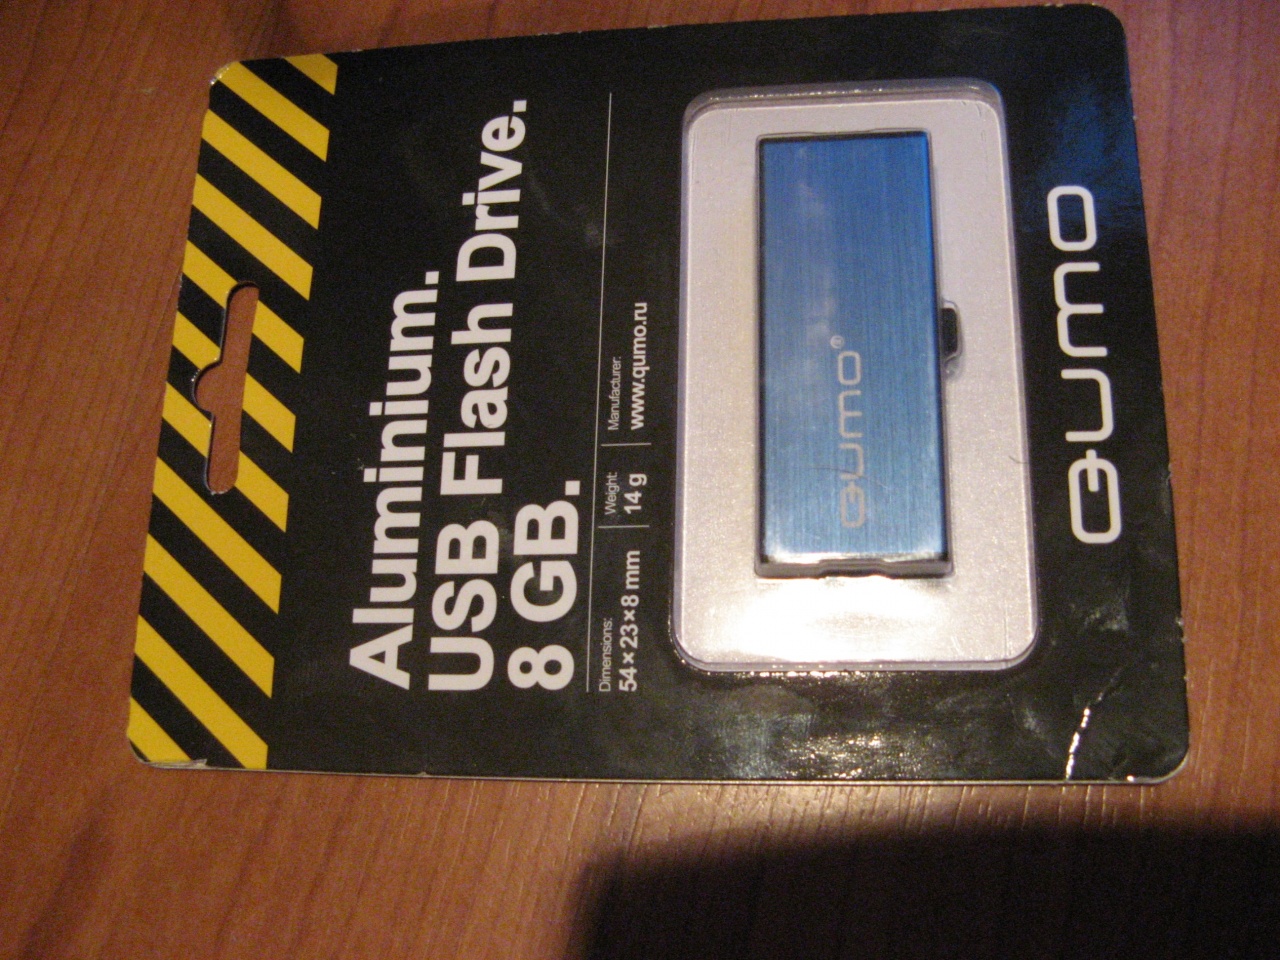 Aluminium.
USB Flash Drive.
8 GB.
Dimensions:
54×23×8 mm
Weight:
14 g
Manufacturer:
www.qumo.ru
QUMO®
QUMO